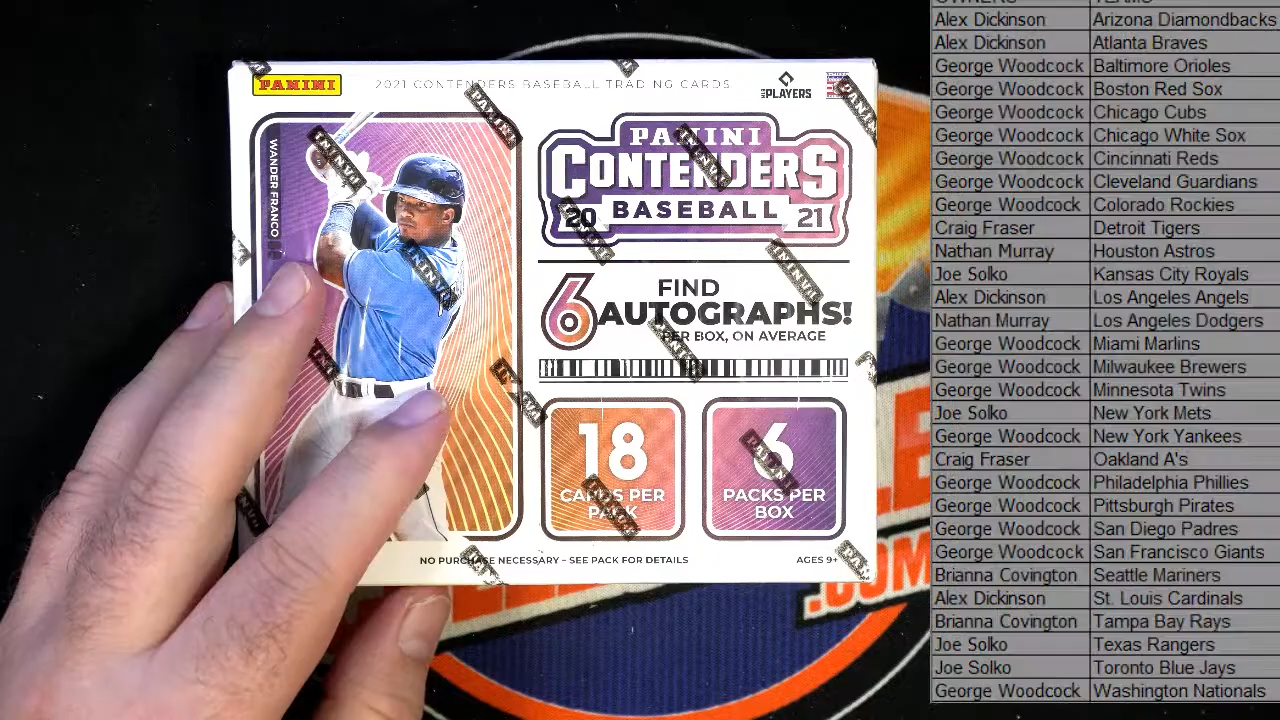 PANINI
2021 CONTENDERS BASEBALL TRADING CARDS
PLAYERS
WANDER FRANCO
PANINI
CONTENDERS
20 BASEBALL 21
6 FIND
AUTOGRAPHS!
PER BOX, ON AVERAGE
18
CARDS PER
PACK
6
PACKS PER
BOX
NO PURCHASE NECESSARY – SEE PACK FOR DETAILS
AGES 9+
.COM
OWNERS TEAMS
Alex Dickinson Arizona Diamondbacks
Alex Dickinson Atlanta Braves
George Woodcock Baltimore Orioles
George Woodcock Boston Red Sox
George Woodcock Chicago Cubs
George Woodcock Chicago White Sox
George Woodcock Cincinnati Reds
George Woodcock Cleveland Guardians
George Woodcock Colorado Rockies
Craig Fraser Detroit Tigers
Nathan Murray Houston Astros
Joe Solko Kansas City Royals
Alex Dickinson Los Angeles Angels
Nathan Murray Los Angeles Dodgers
George Woodcock Miami Marlins
George Woodcock Milwaukee Brewers
George Woodcock Minnesota Twins
Joe Solko New York Mets
George Woodcock New York Yankees
Craig Fraser Oakland A's
George Woodcock Philadelphia Phillies
George Woodcock Pittsburgh Pirates
George Woodcock San Diego Padres
George Woodcock San Francisco Giants
Brianna Covington Seattle Mariners
Alex Dickinson St. Louis Cardinals
Brianna Covington Tampa Bay Rays
Joe Solko Texas Rangers
Joe Solko Toronto Blue Jays
George Woodcock Washington Nationals